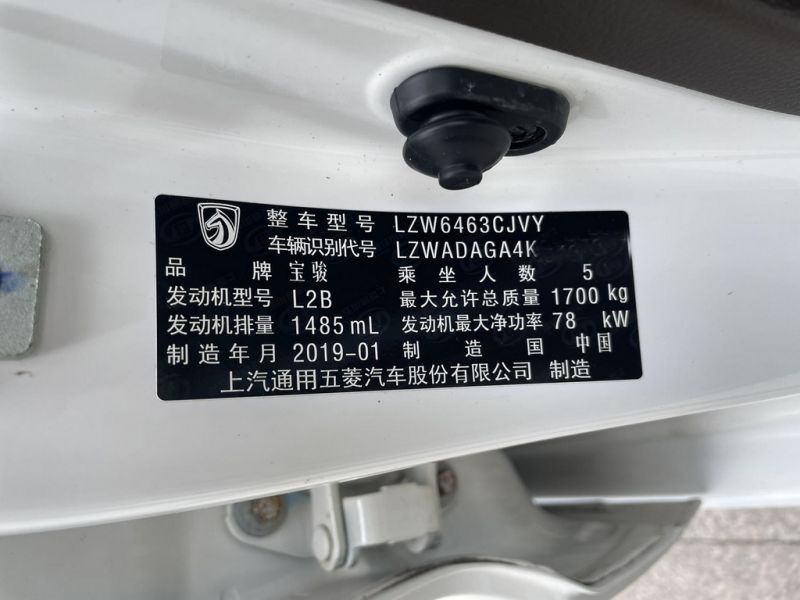 整车型号 LZW6463CJVY
车辆识别代号 LZWADAGA4K
品牌 宝骏 乘坐人数 5
发动机型号 L2B 最大允许总质量 1700 kg
发动机排量 1485 mL 发动机最大净功率 78 kW
制造年月 2019-01 制造国 中国
上汽通用五菱汽车股份有限公司 制造